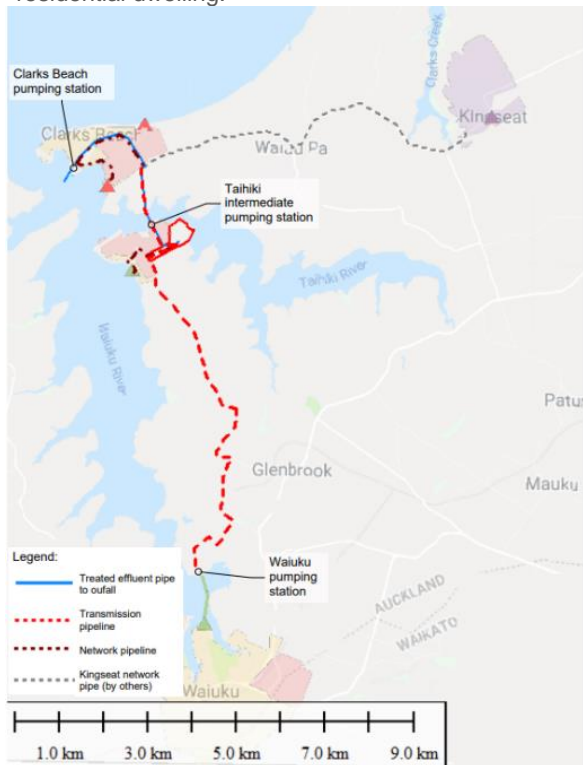 residential dwelling.
Clarks Beach
pumping station
Clarks Beach
Clarks Creek
Kingseat
Waiau Pa
Taihiki
intermediate
pumping station
Taihiki River
Waiuku River
Patu
Glenbrook
Mauku
Legend:
Treated effluent pipe
to oufall
Transmission
pipeline
Network pipeline
Kingseat network
pipe (by others)
Waiuku
pumping
station
AUCKLAND
WAIKATO
Waiuku
1.0 km 3.0 km 5.0 km 7.0 km 9.0 km